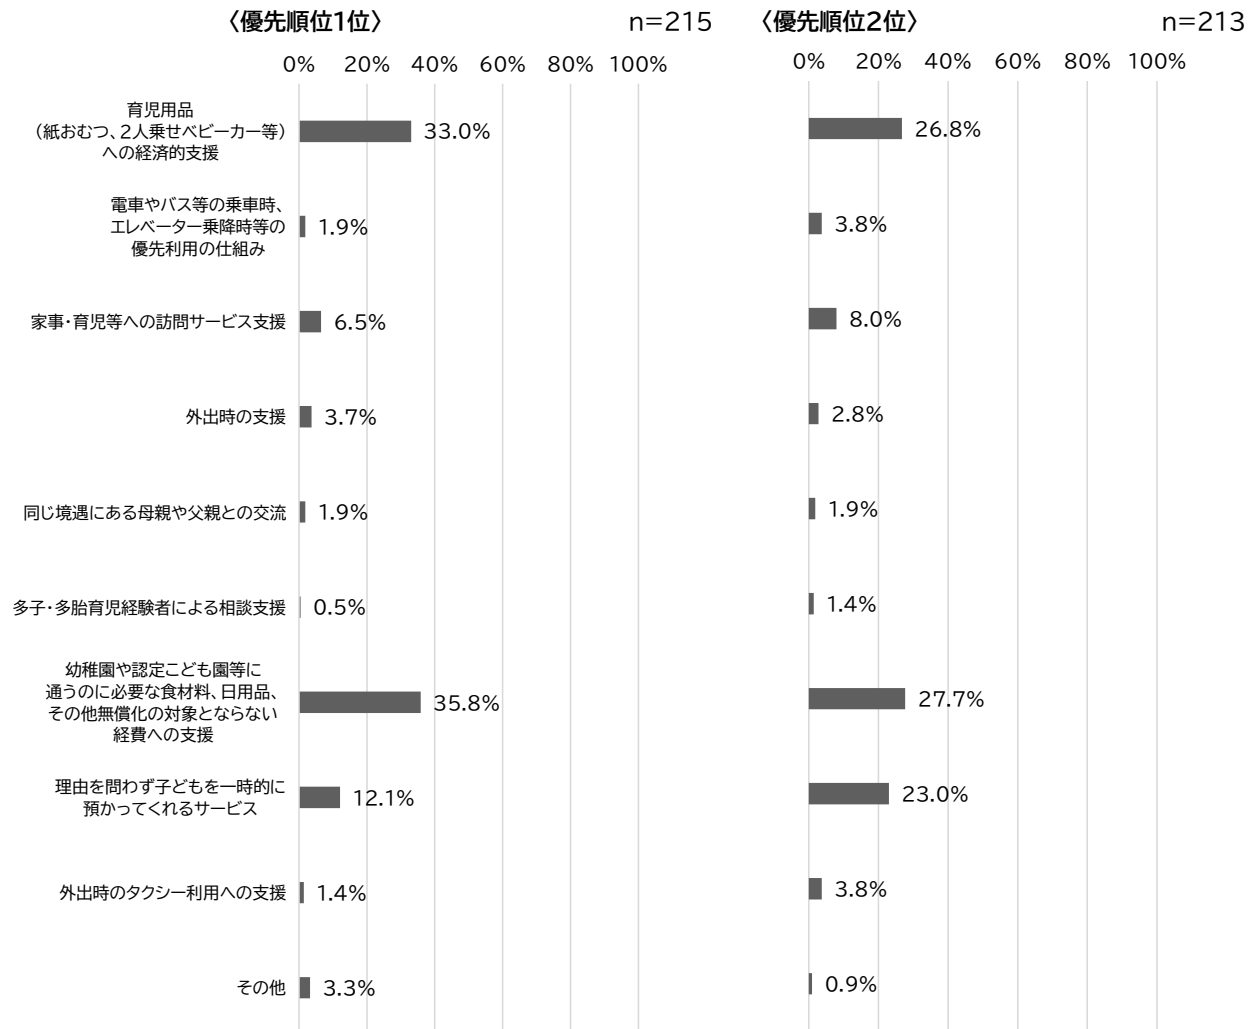 〈優先順位1位〉 n=215 〈優先順位2位〉 n=213
0% 20% 40% 60% 80% 100% 0% 20% 40% 60% 80% 100%
育児用品
（紙おむつ、2人乗せベビーカー等）
への経済的支援
33.0% 26.8%
電車やバス等の乗車時、
エレベーター乗降時等の
優先利用の仕組み
1.9% 3.8%
家事・育児等への訪問サービス支援 6.5% 8.0%
外出時の支援 3.7% 2.8%
同じ境遇にある母親や父親との交流 1.9% 1.9%
多子・多胎育児経験者による相談支援 0.5% 1.4%
幼稚園や認定こども園等に
通うのに必要な食材料、日用品、
その他無償化の対象とならない
経費への支援
35.8% 27.7%
理由を問わず子どもを一時的に
預かってくれるサービス
12.1% 23.0%
外出時のタクシー利用への支援 1.4% 3.8%
その他 3.3% 0.9%